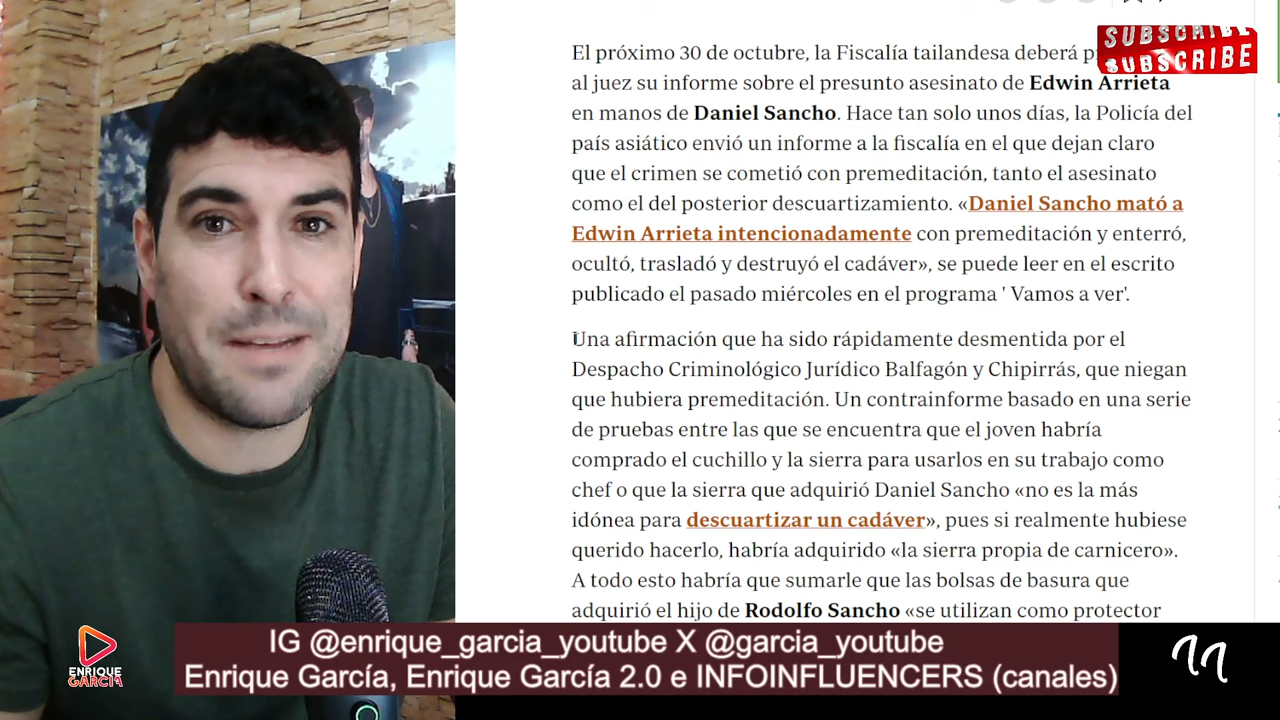 El próximo 30 de octubre, la Fiscalía tailandesa deberá
SUBSCRIBE
SUBSCRIBE
al juez su informe sobre el presunto asesinato de Edwin Arrieta
en manos de Daniel Sancho. Hace tan solo unos días, la Policía del
país asiático envió un informe a la fiscalía en el que dejan claro
que el crimen se cometió con premeditación, tanto el asesinato
como el del posterior descuartizamiento. «Daniel Sancho mató a
Edwin Arrieta intencionadamente con premeditación y enterró,
ocultó, trasladó y destruyó el cadáver», se puede leer en el escrito
publicado el pasado miércoles en el programa ' Vamos a ver'.
Una afirmación que ha sido rápidamente desmentida por el
Despacho Criminológico Jurídico Balfagón y Chipirrás, que niegan
que hubiera premeditación. Un contrainforme basado en una serie
de pruebas entre las que se encuentra que el joven habría
comprado el cuchillo y la sierra para usarlos en su trabajo como
chef o que la sierra que adquirió Daniel Sancho «no es la más
idónea para descuartizar un cadáver», pues si realmente hubiese
querido hacerlo, habría adquirido «la sierra propia de carnicero».
A todo esto habría que sumarle que las bolsas de basura que
adquirió el hijo de Rodolfo Sancho «se utilizan como protector
IG @enrique_garcia_youtube X @garcia_youtube
Enrique García, Enrique García 2.0 e INFOINFLUENCERS (canales)
ENRIQUE
GARCÍA